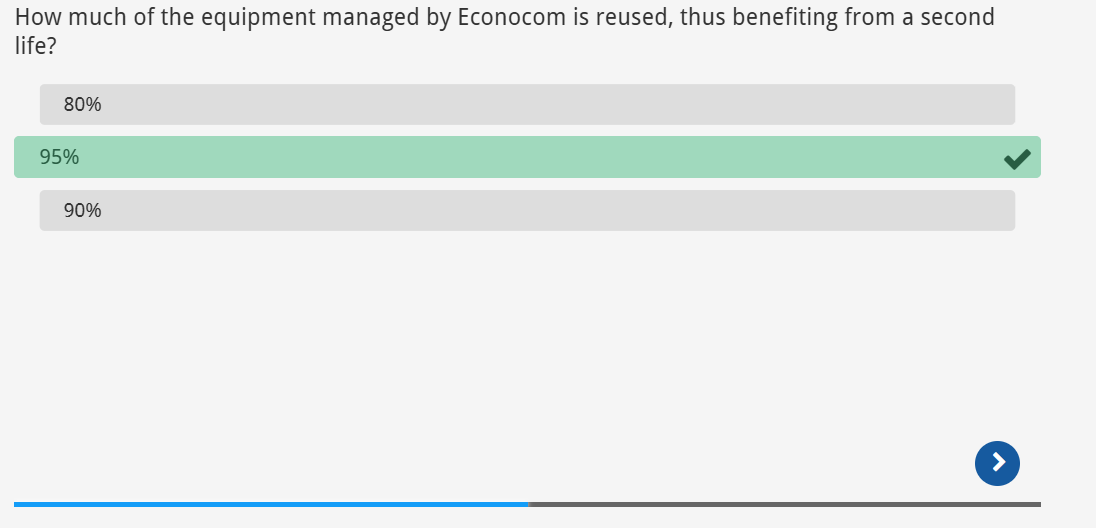 How much of the equipment managed by Econocom is reused, thus benefiting from a second
life?
80%
95%
90%